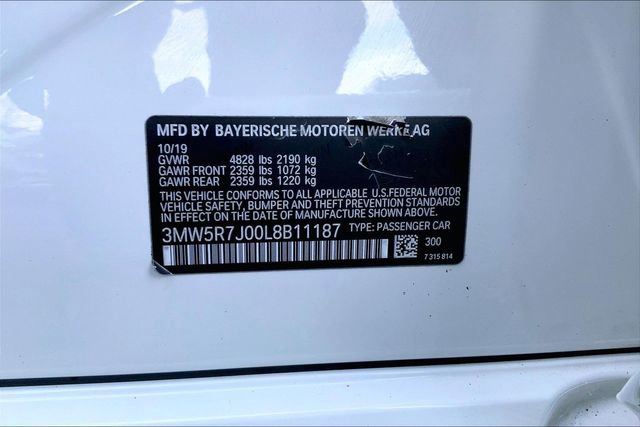 MFD BY BAYERISCHE MOTOREN WERKE AG
10/19
GVWR 4828 lbs 2190 kg
GAWR FRONT 2359 lbs 1072 kg
GAWR REAR 2359 lbs 1220 kg
THIS VEHICLE CONFORMS TO ALL APPLICABLE U.S.FEDERAL MOTOR
VEHICLE SAFETY, BUMPER AND THEFT PREVENTION STANDARDS
IN EFFECT ON THE DATE OF MANUFACTURE SHOWN ABOVE.
3MW5R7J00L8B11187 TYPE: PASSENGER CAR
300
7 315 814